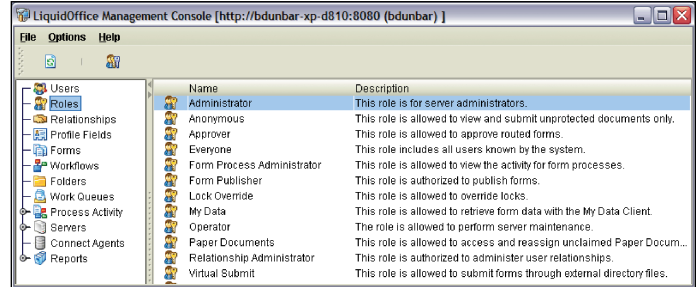 LiquidOffice Management Console [http://bdunbar-xp-d810:8080 (bdunbar) ]
File Options Help
Users
Roles
Relationships
Profile Fields
Forms
Workflows
Folders
Work Queues
Process Activity
Servers
Connect Agents
Reports
Name Description
Administrator This role is for server administrators.
Anonymous This role is allowed to view and submit unprotected documents only.
Approver This role is allowed to approve routed forms.
Everyone This role includes all users known by the system.
Form Process Administrator This role is allowed to view the activity for form processes.
Form Publisher This role is authorized to publish forms.
Lock Override This role is allowed to override locks.
My Data This role is allowed to retrieve form data with the My Data Client.
Operator The role is allowed to perform server maintenance.
Paper Documents This role is allowed to access and reassign unclaimed Paper Docum...
Relationship Administrator This role is authorized to administer user relationships.
Virtual Submit This role is allowed to submit forms through external directory files.